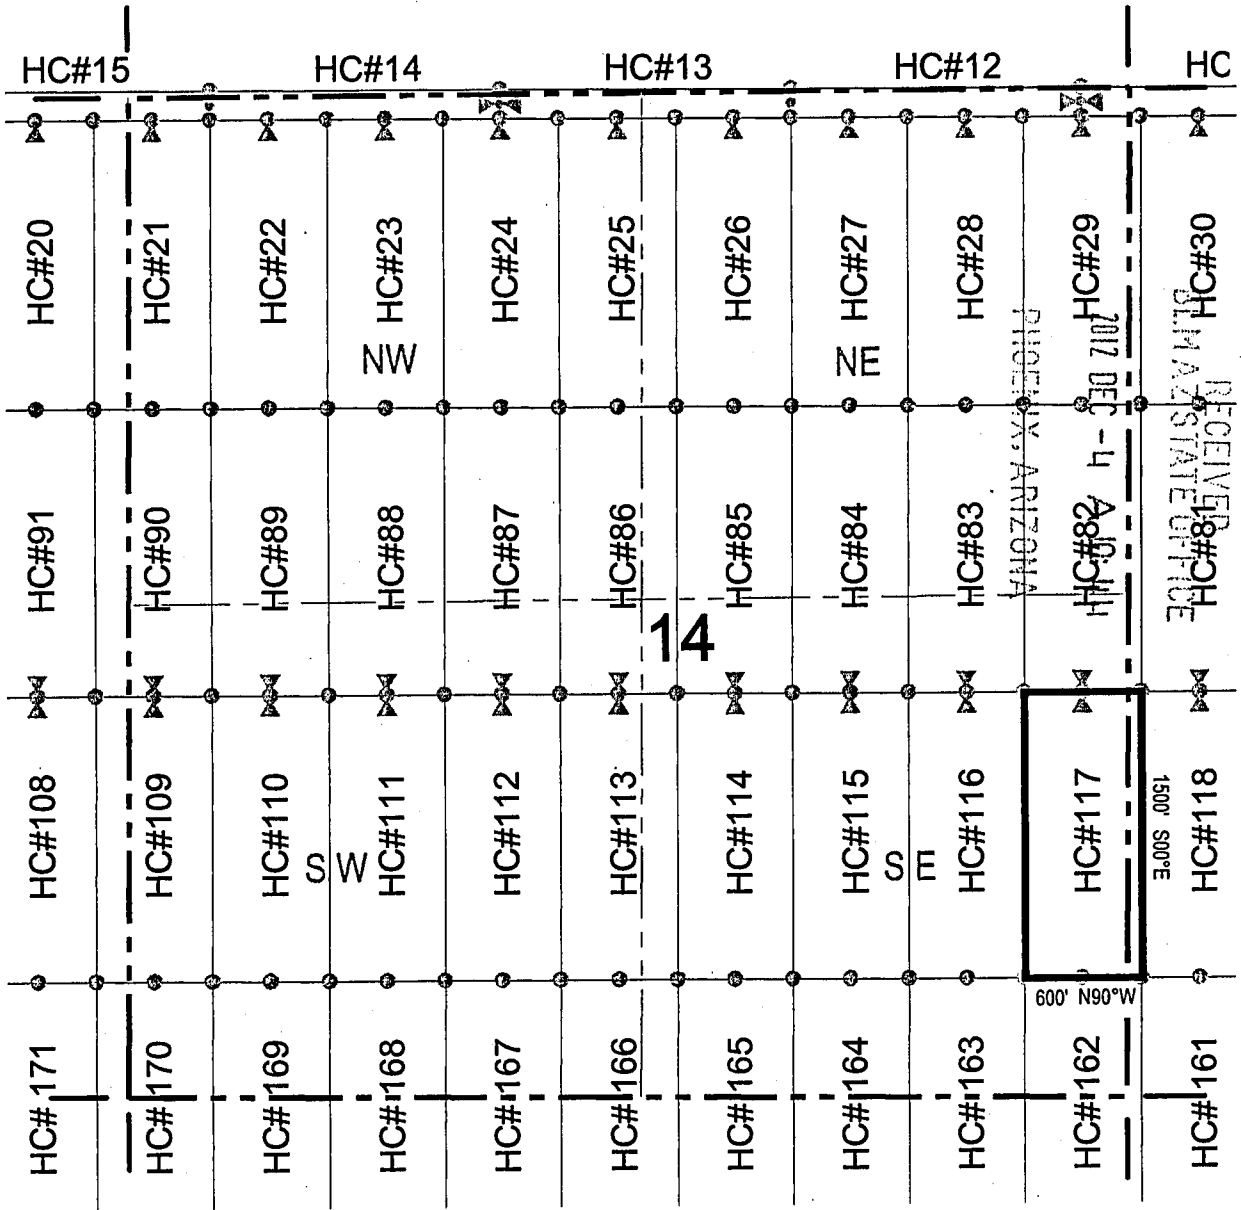 HC#15 HC#14 HC#13 HC#12 HC
HC#20 HC#21 HC#22 HC#23 HC#24 HC#25 HC#26 HC#27 HC#28 HC#29 HC#30
NW NE
RECEIVED
BLM AZ STATE OFFICE
2012 DEC -4 A
PHOENIX, ARIZONA
HC#91 HC#90 HC#89 HC#88 HC#87 HC#86 HC#85 HC#84 HC#83 HC#82 HC#81
14
HC#108 HC#109 HC#110 HC#111 HC#112 HC#113 HC#114 HC#115 HC#116 HC#117 HC#118
1500' S00°E
SW SE
600' N90°W
HC# 171 HC# 170 HC# 169 HC# 168 HC# 167 HC# 166 HC# 165 HC# 164 HC# 163 HC# 162 HC# 161